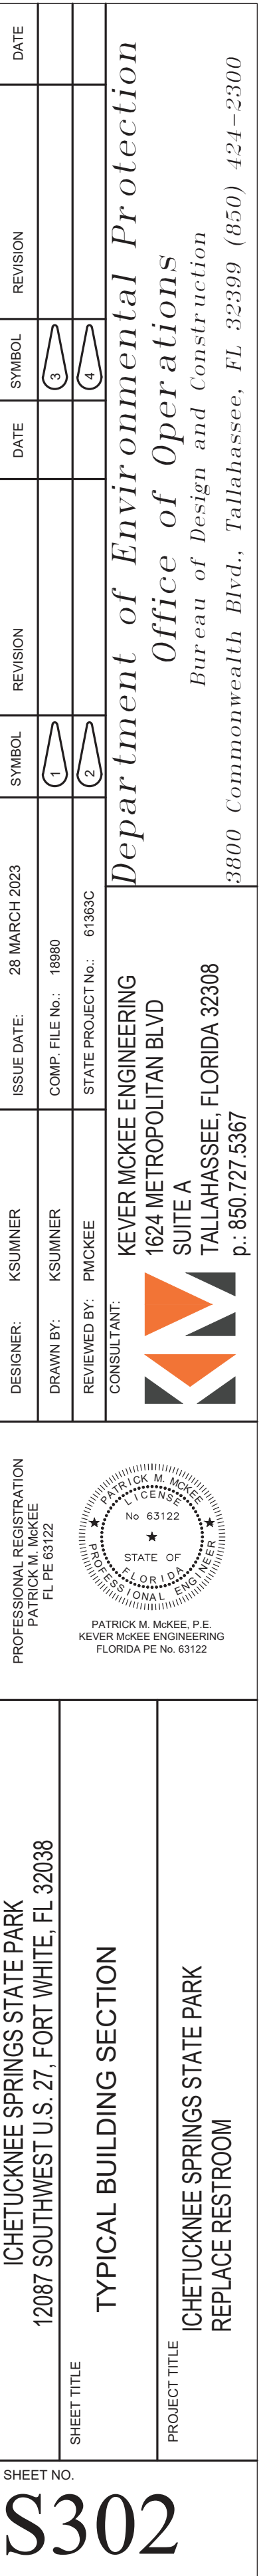 ICHETUCKNEE SPRINGS STATE PARK
12087 SOUTHWEST U.S. 27, FORT WHITE, FL 32038
SHEET TITLE
TYPICAL BUILDING SECTION
PROJECT TITLE
ICHETUCKNEE SPRINGS STATE PARK
REPLACE RESTROOM
SHEET NO.
S302
PROFESSIONAL REGISTRATION
PATRICK M. McKEE
FL PE 63122
PATRICK M. McKEE
LICENSE
No 63122
STATE OF
FLORIDA
PROFESSIONAL ENGINEER
PATRICK M. McKEE, P.E.
KEVER McKEE ENGINEERING
FLORIDA PE No. 63122
DESIGNER: KSUMNER
DRAWN BY: KSUMNER
REVIEWED BY: PMCKEE
ISSUE DATE: 28 MARCH 2023
COMP. FILE No.: 18980
STATE PROJECT No.: 61363C
CONSULTANT:
KM
KEVER MCKEE ENGINEERING
1624 METROPOLITAN BLVD
SUITE A
TALLAHASSEE, FLORIDA 32308
p.: 850.727.5367
SYMBOL REVISION DATE SYMBOL REVISION DATE
1 3
2 4
Department of Environmental Protection
Office of Operations
Bureau of Design and Construction
3800 Commonwealth Blvd., Tallahassee, FL 32399 (850) 424-2300